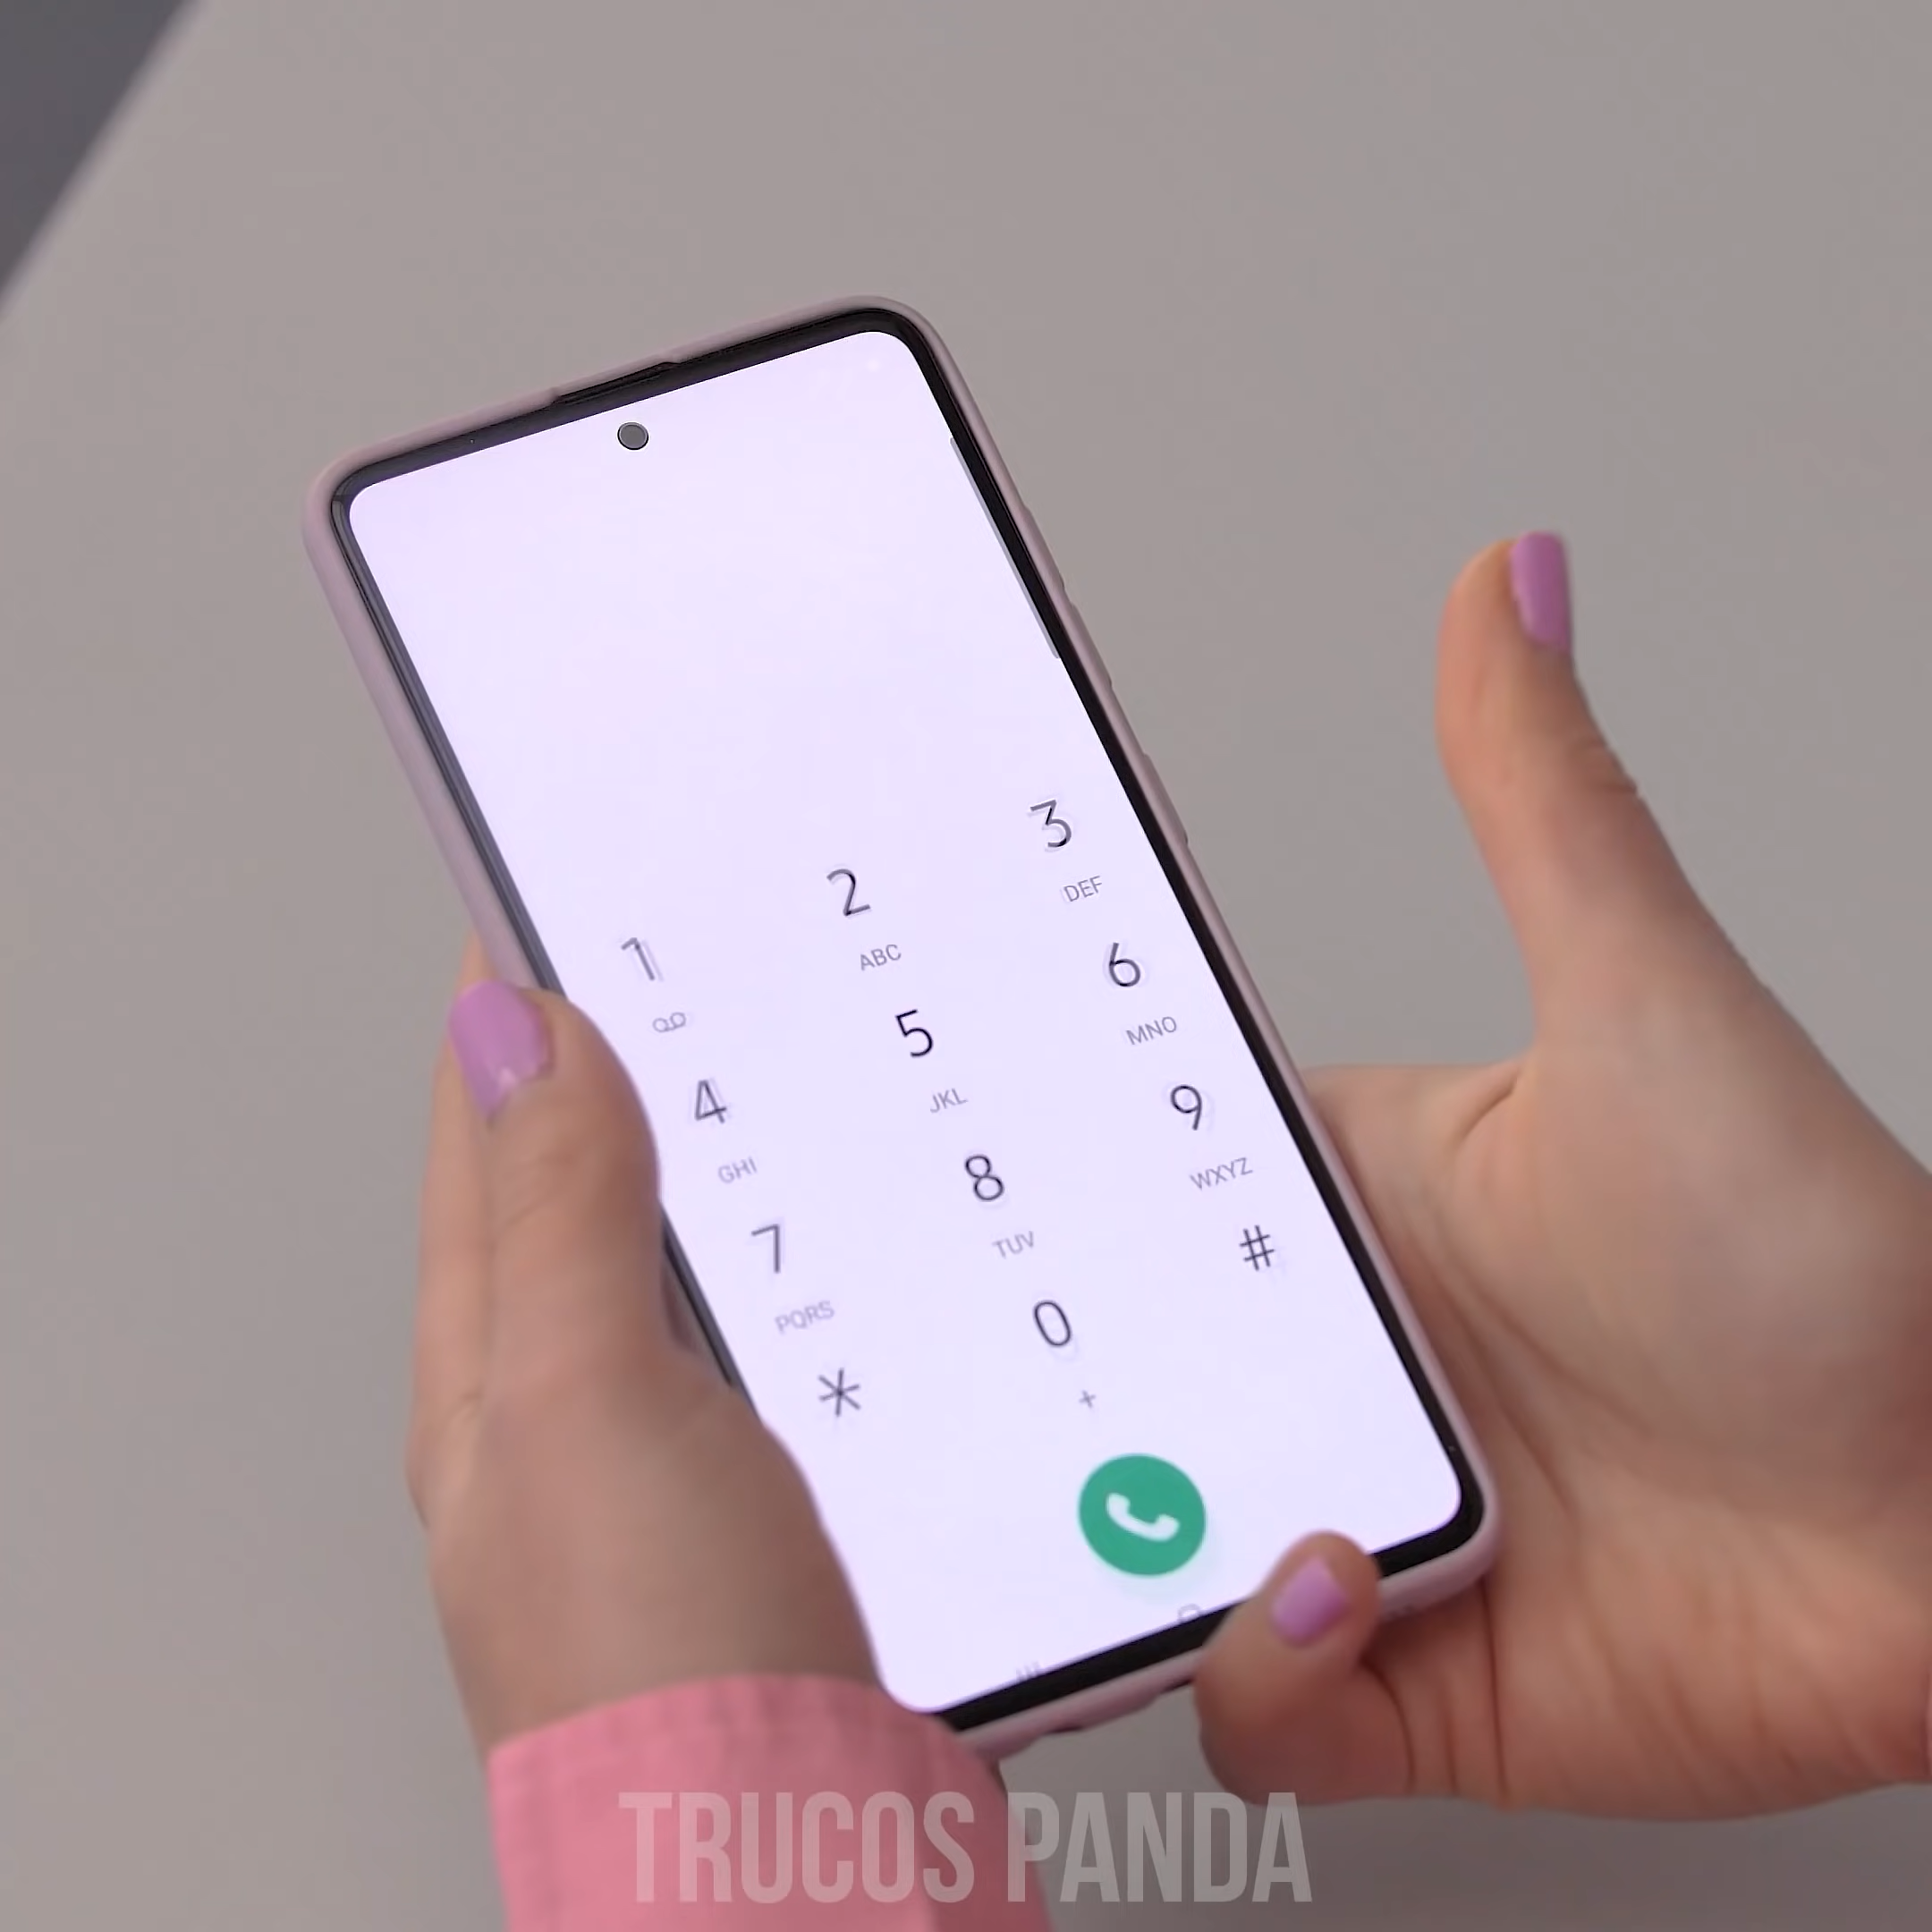 1 2 3
ABC DEF
4 5 6
GHI JKL MNO
7 8 9
PQRS TUV WXYZ
* 0 #
+
TRUCOS PANDA